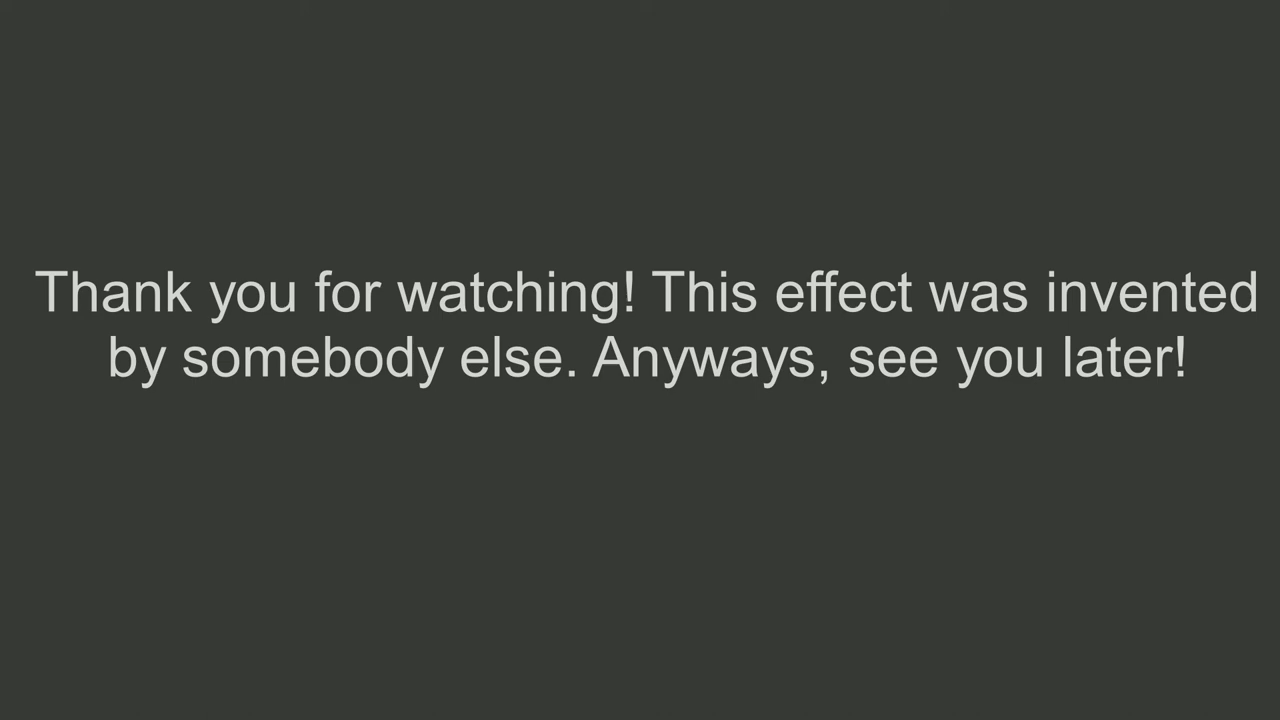 Thank you for watching! This effect was invented
by somebody else. Anyways, see you later!